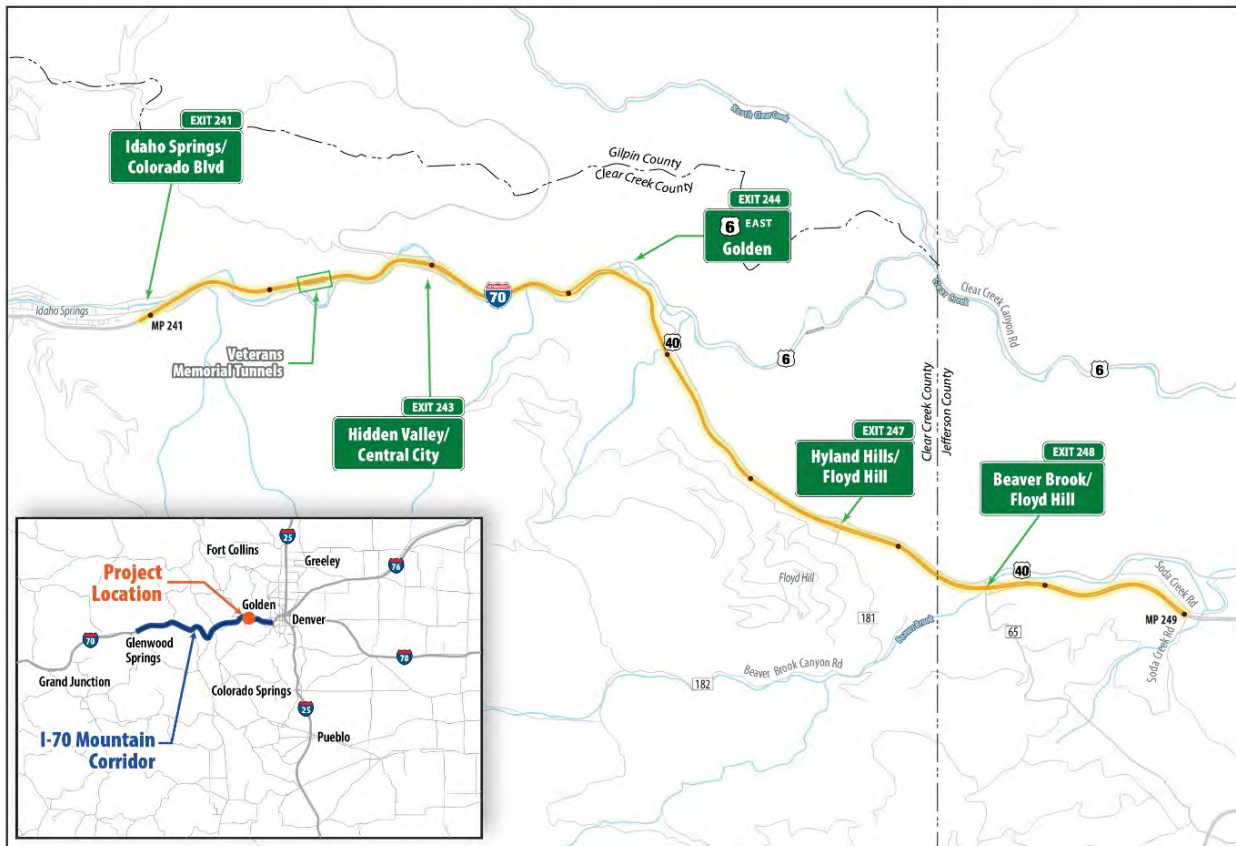 North Clear Creek
EXIT 241
Idaho Springs/
Colorado Blvd
Gilpin County
Clear Creek County
EXIT 244
6 EAST
Golden
Idaho Springs
MP 241
INTERSTATE
70
Clear Creek
Clear Creek
Canyon Rd
6
6
40
Veterans
Memorial Tunnels
Clear Creek County
Jefferson County
EXIT 243
Hidden Valley/
Central City
EXIT 247
Hyland Hills/
Floyd Hill
EXIT 248
Beaver Brook/
Floyd Hill
40
Soda Creek Rd
Floyd Hill
181
MP 249
Beaver Brook
65
Soda Creek Rd
Beaver Brook Canyon Rd
182
25
Fort Collins
Greeley
76
Project
Location
Golden
Denver
70
Glenwood
Springs
70
Grand Junction
Colorado Springs
25
I-70 Mountain
Corridor
Pueblo